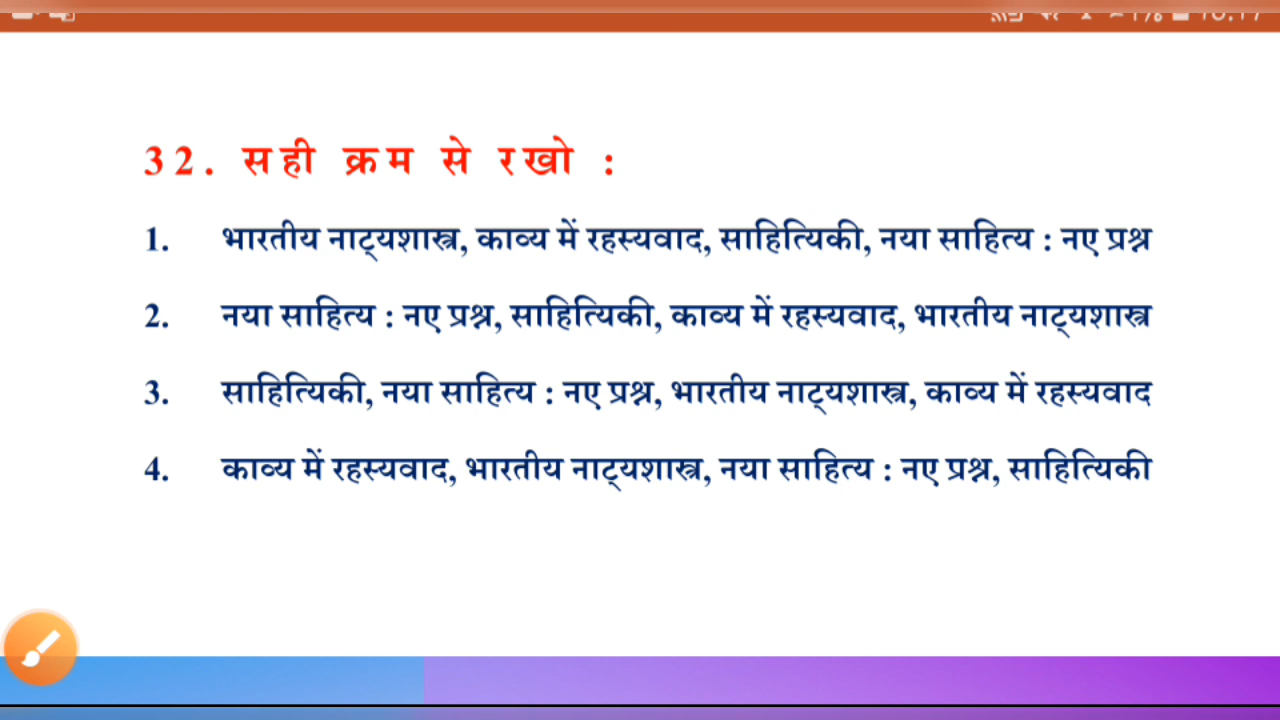 32. सही क्रम से रखो :
1. भारतीय नाट्यशास्त्र, काव्य में रहस्यवाद, साहित्यिकी, नया साहित्य : नए प्रश्न
2. नया साहित्य : नए प्रश्न, साहित्यिकी, काव्य में रहस्यवाद, भारतीय नाट्यशास्त्र
3. साहित्यिकी, नया साहित्य : नए प्रश्न, भारतीय नाट्यशास्त्र, काव्य में रहस्यवाद
4. काव्य में रहस्यवाद, भारतीय नाट्यशास्त्र, नया साहित्य : नए प्रश्न, साहित्यिकी